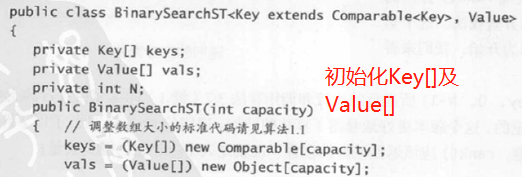 public class BinarySearchST<Key extends Comparable<Key>, Value>
{
private Key[] keys;
private Value[] vals;
private int N;
public BinarySearchST(int capacity)
{ // 调整数组大小的标准代码请见算法1.1
keys = (Key[]) new Comparable[capacity];
vals = (Value[]) new Object[capacity];
初始化Key[]及
Value[]